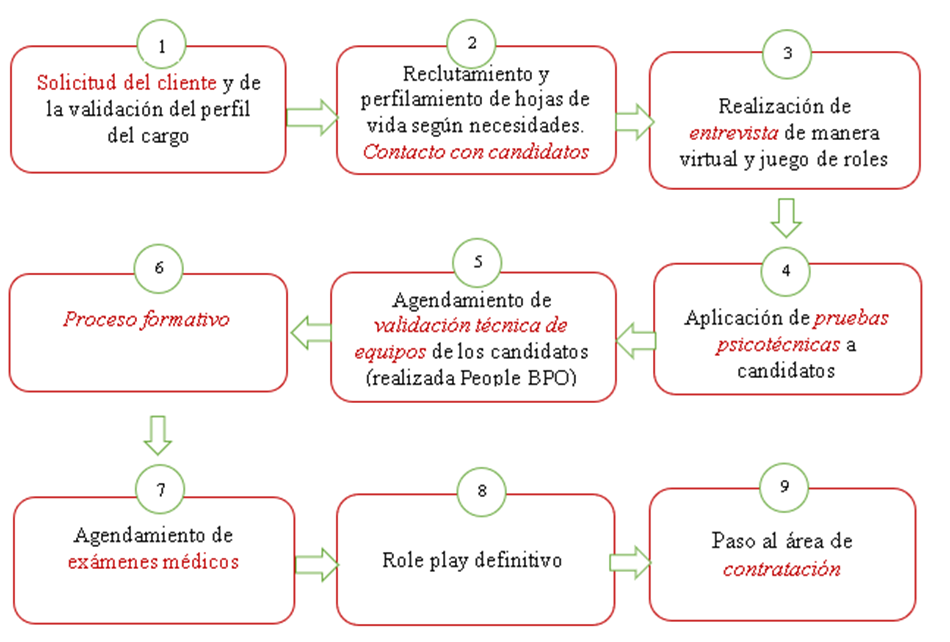 1
Solicitud del cliente y de
la validación del perfil
del cargo
2
Reclutamiento y
perfilamiento de hojas de
vida según necesidades.
Contacto con candidatos
3
Realización de
entrevista de manera
virtual y juego de roles
4
Aplicación de pruebas
psicotécnicas a
candidatos
5
Agendamiento de
validación técnica de
equipos de los candidatos
(realizada People BPO)
6
Proceso formativo
7
Agendamiento de
exámenes médicos
8
Role play definitivo
9
Paso al área de
contratación